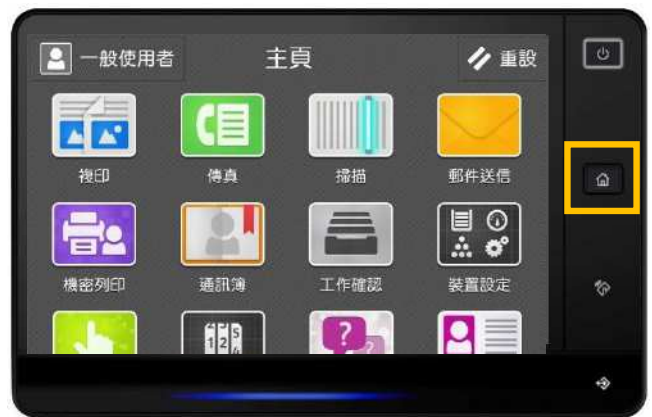 一般使用者 主頁 重設
複印 傳真 掃描 郵件送信
機密列印 通訊簿 工作確認 裝置設定